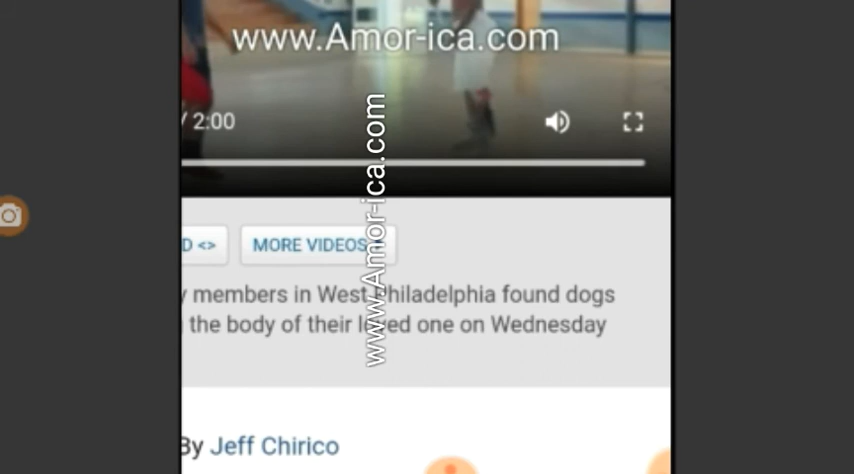 www.Amor-ica.com
/ 2:00
www.Amor-ica.com
D <>
MORE VIDEOS
y members in West Philadelphia found dogs
the body of their loved one on Wednesday
By Jeff Chirico